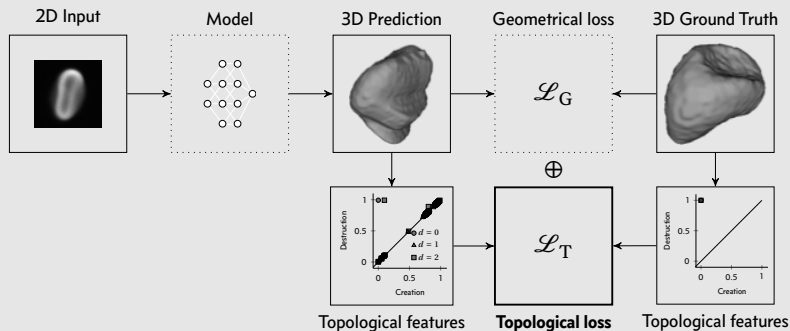 2D Input
Model
3D Prediction
Geometrical loss
3D Ground Truth
ℒG
⊕
Destruction
1
0.5
0
0
0.5
1
Creation
d = 0
d = 1
d = 2
ℒT
Destruction
1
0.5
0
0
0.5
1
Creation
Topological features
Topological loss
Topological features